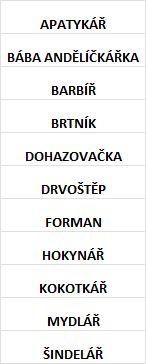 APATYKÁŘ
BÁBA ANDĚLÍČKÁŘKA
BARBÍŘ
BRTNÍK
DOHAZOVAČKA
DRVOŠTĚP
FORMAN
HOKYNÁŘ
KOKOTKÁŘ
MYDLÁŘ
ŠINDELÁŘ